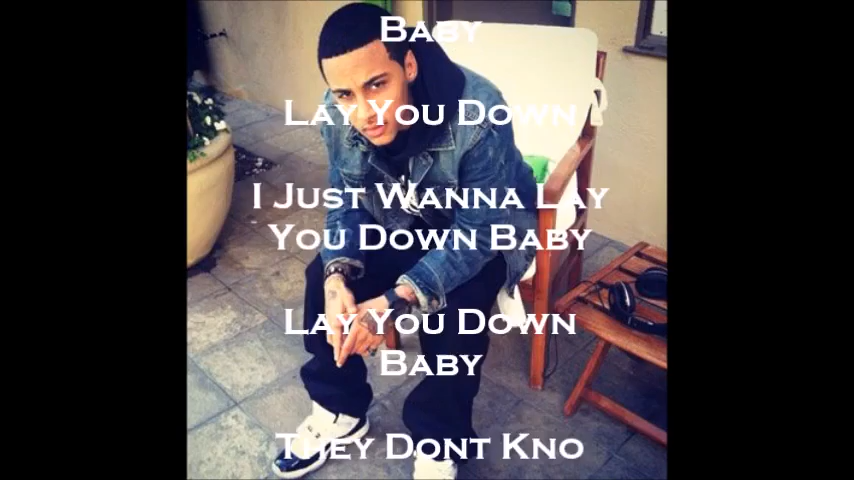 Baby
Lay You Down
I Just Wanna Lay
You Down Baby
Lay You Down
Baby
They Dont Kno